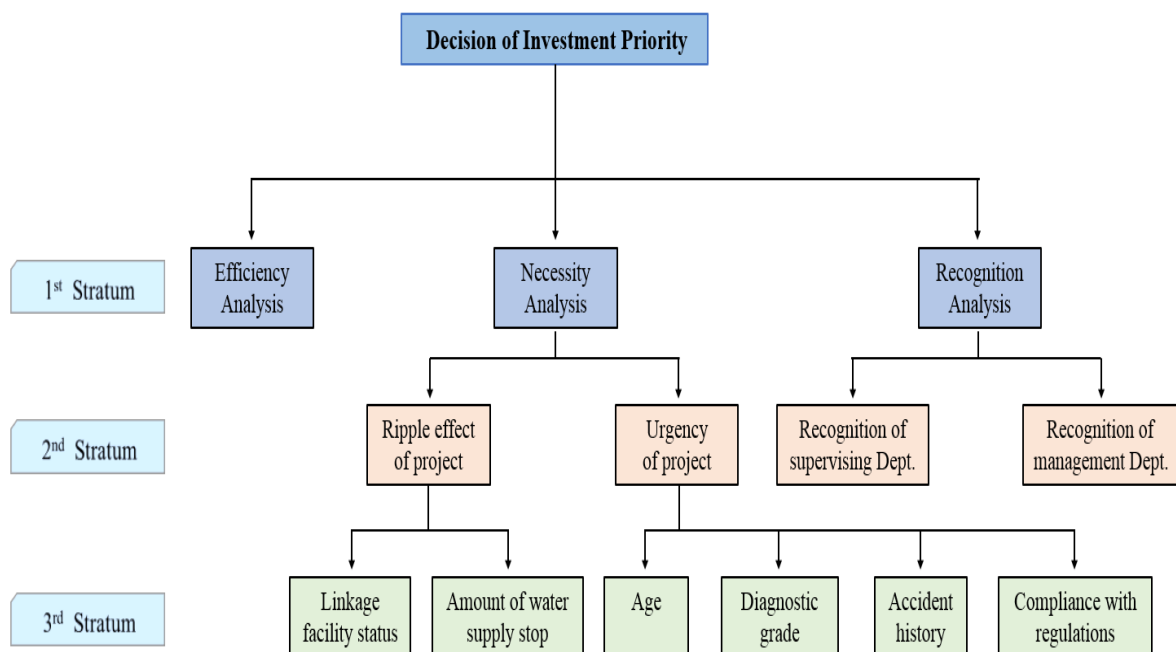 Decision of Investment Priority
1st Stratum
Efficiency
Analysis
Necessity
Analysis
Recognition
Analysis
2nd Stratum
Ripple effect
of project
Urgency
of project
Recognition of
supervising Dept.
Recognition of
management Dept.
3rd Stratum
Linkage
facility status
Amount of water
supply stop
Age
Diagnostic
grade
Accident
history
Compliance with
regulations